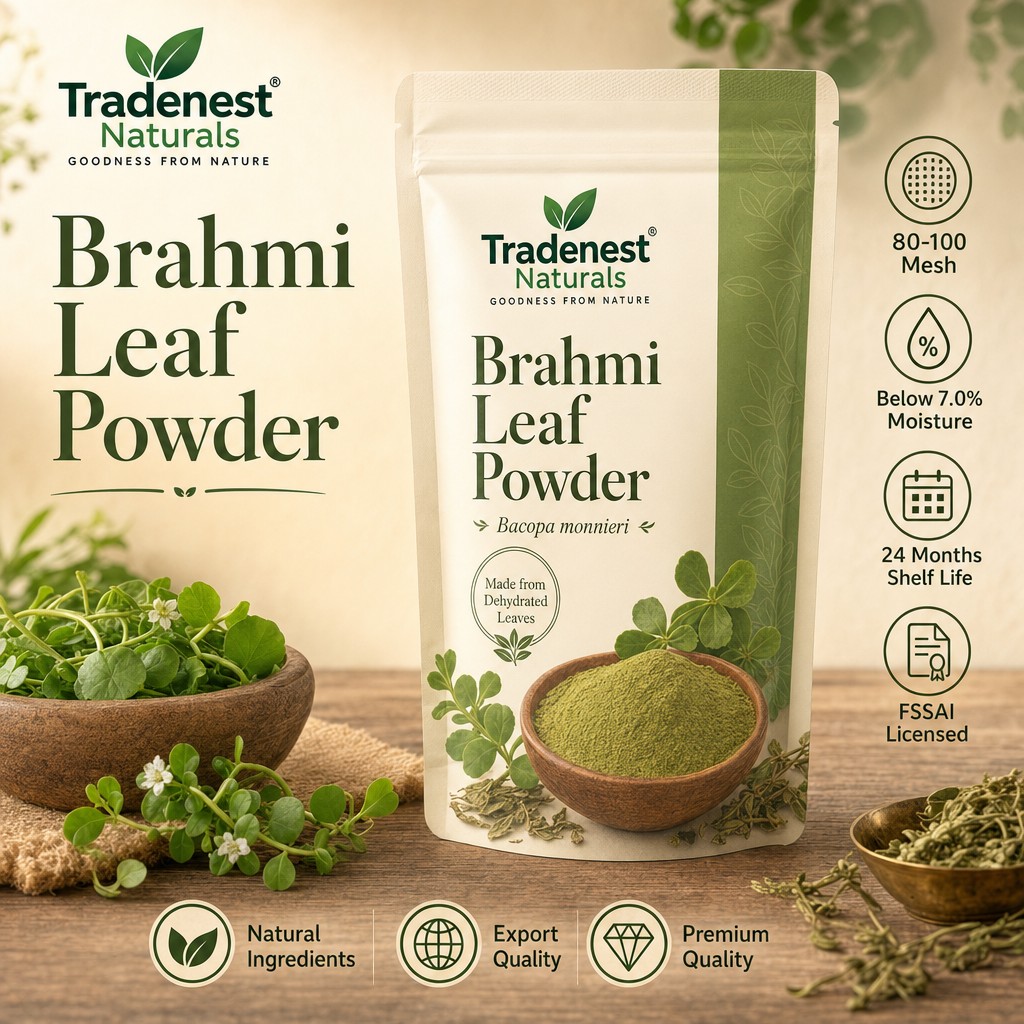 Tradenest®
Naturals
GOODNESS FROM NATURE
Brahmi
Leaf
Powder
Tradenest®
Naturals
GOODNESS FROM NATURE
Brahmi
Leaf
Powder
Bacopa monnieri
Made from
Dehydrated
Leaves
80-100
Mesh
%
Below 7.0%
Moisture
24 Months
Shelf Life
FSSAI
Licensed
Natural
Ingredients
Export
Quality
Premium
Quality